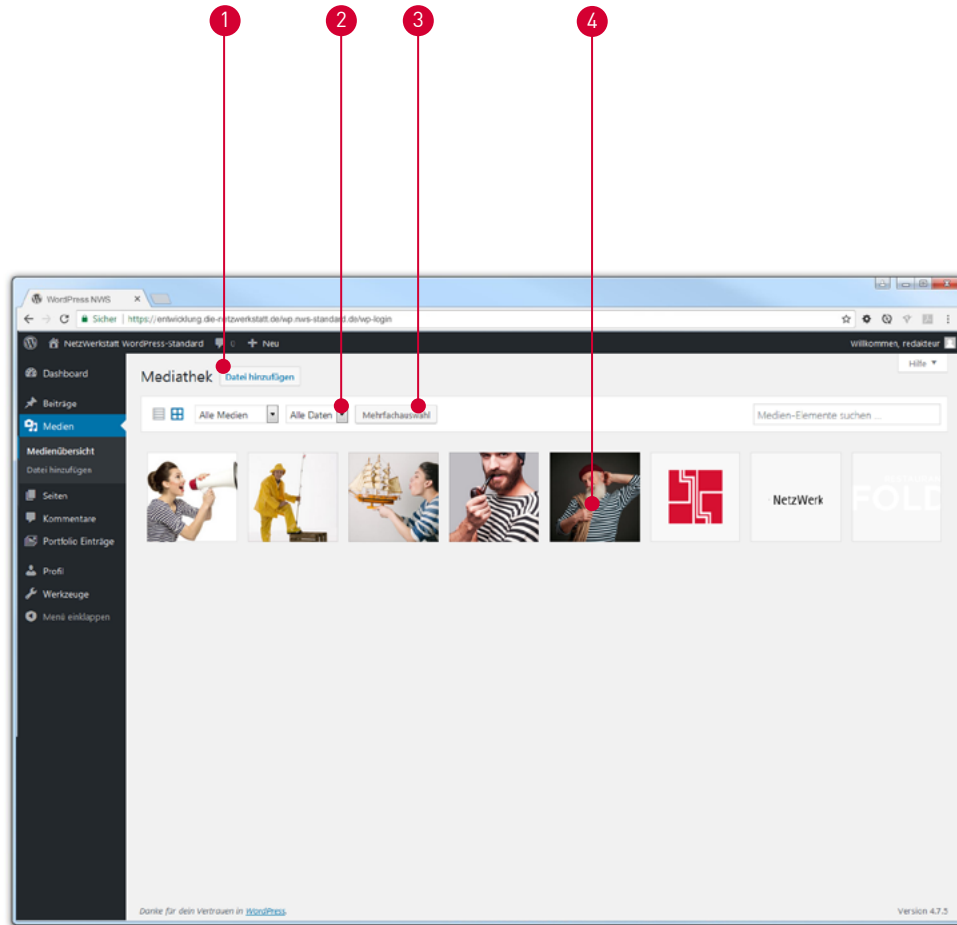 1 2 3 4
WordPress NWS
Sicher | https://entwicklung.die-netzwerkstatt.de/wp.nws-standard.de/wp-login
NetzWerkstatt WordPress-Standard 0 + Neu
Willkommen, redakteur
Dashboard
Beiträge
Medien
Medienübersicht
Datei hinzufügen
Seiten
Kommentare
Portfolio Einträge
Profil
Werkzeuge
Menü einklappen
Hilfe
Mediathek Datei hinzufügen
Alle Medien Alle Daten Mehrfachauswahl
Medien-Elemente suchen ...
NetzWerk
FOLD
Danke für dein Vertrauen in WordPress.
Version 4.7.5